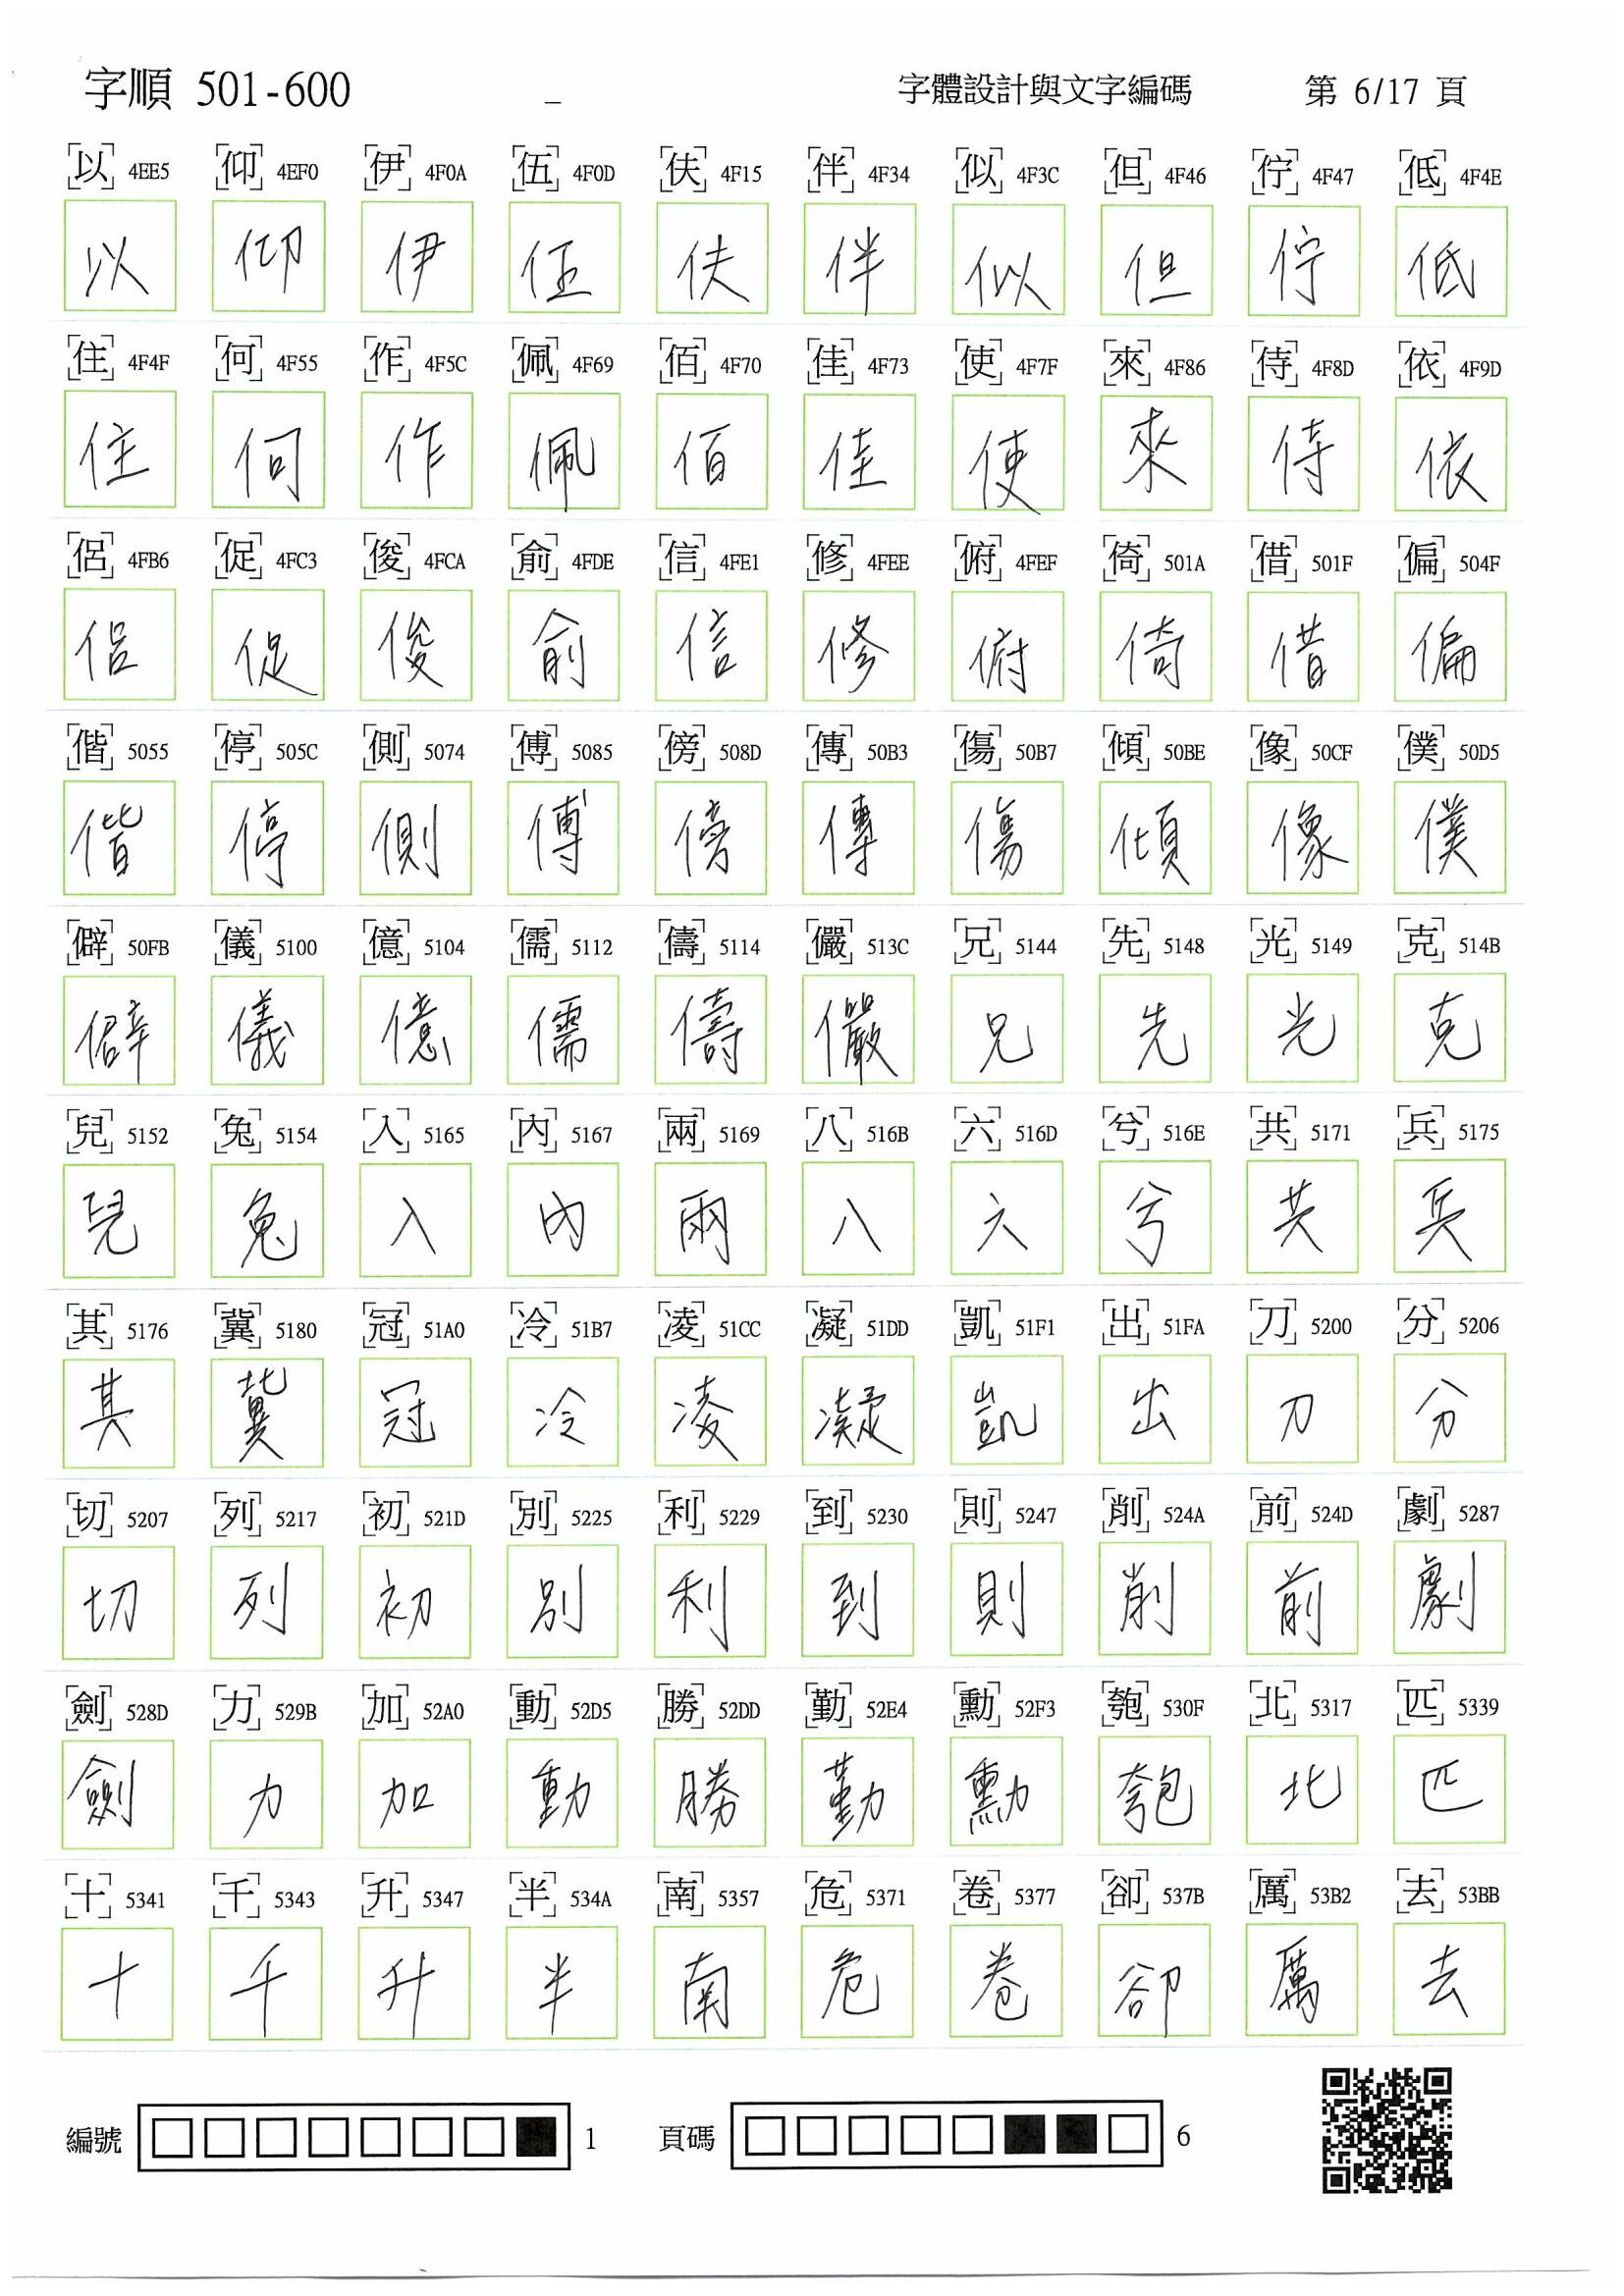 字順 501-600 _ 字體設計與文字編碼 第 6/17 頁
以 4EE5 仰 4EF0 伊 4F0A 伍 4F0D 伕 4F15 伴 4F34 似 4F3C 但 4F46 佇 4F47 低 4F4E
以 仰 伊 伍 伕 伴 似 但 佇 低
住 4F4F 何 4F55 作 4F5C 佩 4F69 佰 4F70 佳 4F73 使 4F7F 來 4F86 侍 4F8D 依 4F9D
住 何 作 佩 佰 佳 使 來 侍 依
侶 4FB6 促 4FC3 俊 4FCA 俞 4FDE 信 4FE1 修 4FEE 俯 4FEF 倚 501A 借 501F 偏 504F
侶 促 俊 俞 信 修 俯 倚 借 偏
偕 5055 停 505C 側 5074 傅 5085 傍 508D 傳 50B3 傷 50B7 傾 50BE 像 50CF 僕 50D5
偕 停 側 傅 傍 傳 傷 傾 像 僕
僻 50FB 儀 5100 億 5104 儒 5112 儔 5114 儼 513C 兄 5144 先 5148 光 5149 克 514B
僻 儀 億 儒 儔 儼 兄 先 光 克
兒 5152 兔 5154 入 5165 內 5167 兩 5169 八 516B 六 516D 兮 516E 共 5171 兵 5175
兒 兔 入 內 兩 八 六 兮 共 兵
其 5176 冀 5180 冠 51A0 冷 51B7 凌 51CC 凝 51DD 凱 51F1 出 51FA 刀 5200 分 5206
其 冀 冠 冷 凌 凝 凱 出 刀 分
切 5207 列 5217 初 521D 別 5225 利 5229 到 5230 則 5247 削 524A 前 524D 劇 5287
切 列 初 別 利 到 則 削 前 劇
劍 528D 力 529B 加 52A0 動 52D5 勝 52DD 勤 52E4 勳 52F3 匏 530F 北 5317 匹 5339
劍 力 加 動 勝 勤 勳 匏 北 匹
十 5341 千 5343 升 5347 半 534A 南 5357 危 5371 卷 5377 卻 537B 厲 53B2 去 53BB
十 千 升 半 南 危 卷 卻 厲 去
編號 1 頁碼 6